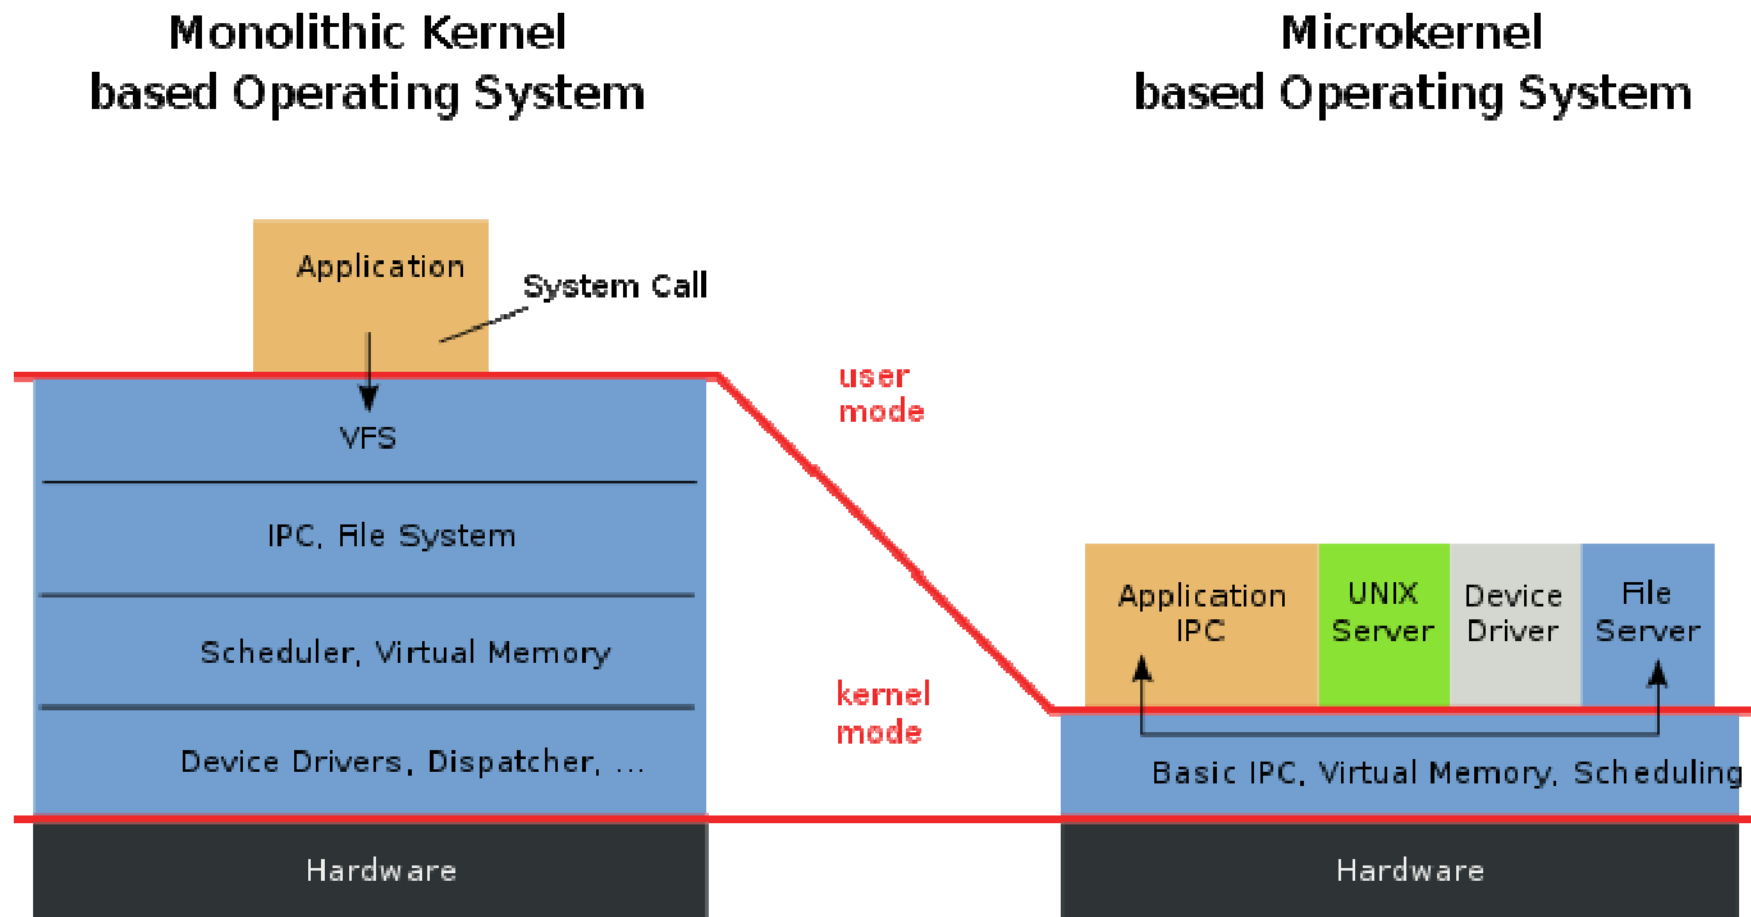 Monolithic Kernel
based Operating System
Microkernel
based Operating System
Application
System Call
user
mode
VFS
IPC, File System
Scheduler, Virtual Memory
kernel
mode
Device Drivers, Dispatcher, ...
Hardware
Application
IPC
UNIX
Server
Device
Driver
File
Server
Basic IPC, Virtual Memory, Scheduling
Hardware